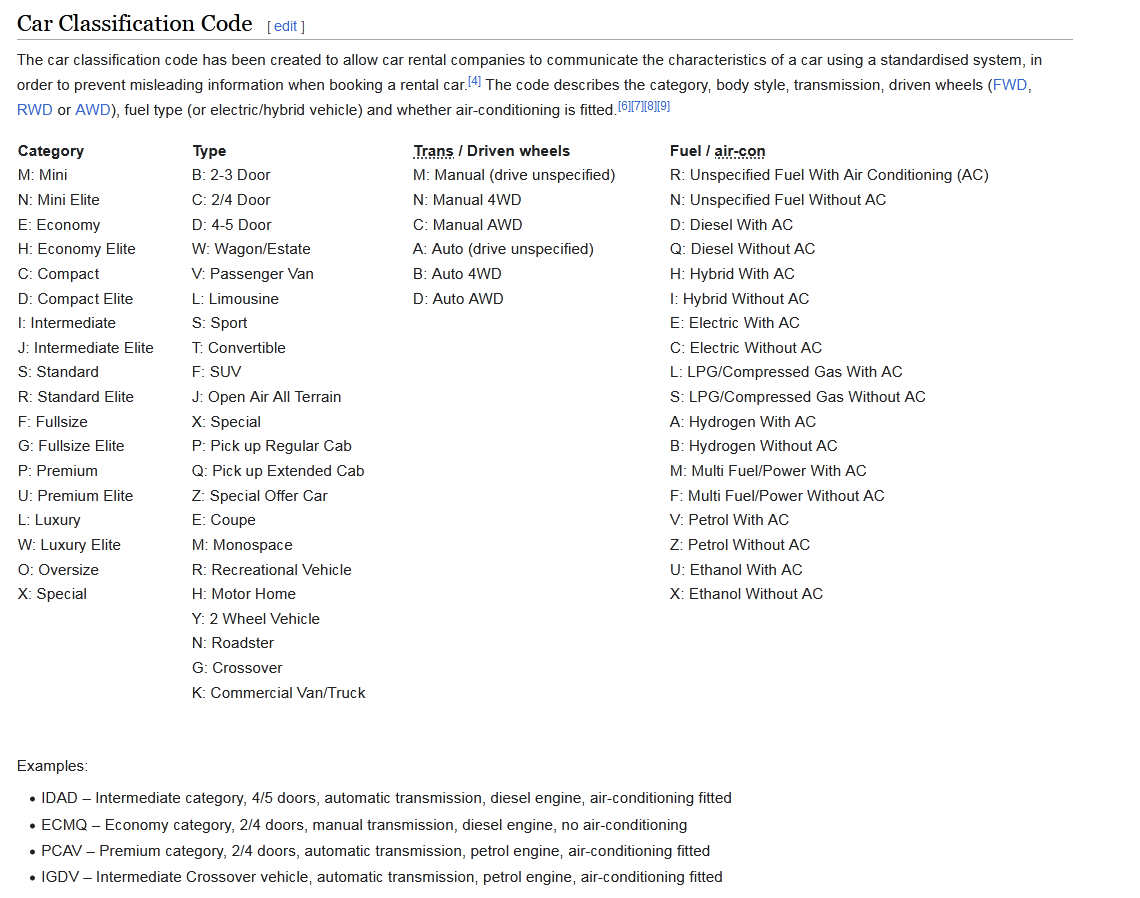 Car Classification Code [ edit ]
The car classification code has been created to allow car rental companies to communicate the characteristics of a car using a standardised system, in
order to prevent misleading information when booking a rental car.[4] The code describes the category, body style, transmission, driven wheels (FWD,
RWD or AWD), fuel type (or electric/hybrid vehicle) and whether air-conditioning is fitted.[6][7][8][9]
Category
M: Mini
N: Mini Elite
E: Economy
H: Economy Elite
C: Compact
D: Compact Elite
I: Intermediate
J: Intermediate Elite
S: Standard
R: Standard Elite
F: Fullsize
G: Fullsize Elite
P: Premium
U: Premium Elite
L: Luxury
W: Luxury Elite
O: Oversize
X: Special
Type
B: 2-3 Door
C: 2/4 Door
D: 4-5 Door
W: Wagon/Estate
V: Passenger Van
L: Limousine
S: Sport
T: Convertible
F: SUV
J: Open Air All Terrain
X: Special
P: Pick up Regular Cab
Q: Pick up Extended Cab
Z: Special Offer Car
E: Coupe
M: Monospace
R: Recreational Vehicle
H: Motor Home
Y: 2 Wheel Vehicle
N: Roadster
G: Crossover
K: Commercial Van/Truck
Trans / Driven wheels
M: Manual (drive unspecified)
N: Manual 4WD
C: Manual AWD
A: Auto (drive unspecified)
B: Auto 4WD
D: Auto AWD
Fuel / air-con
R: Unspecified Fuel With Air Conditioning (AC)
N: Unspecified Fuel Without AC
D: Diesel With AC
Q: Diesel Without AC
H: Hybrid With AC
I: Hybrid Without AC
E: Electric With AC
C: Electric Without AC
L: LPG/Compressed Gas With AC
S: LPG/Compressed Gas Without AC
A: Hydrogen With AC
B: Hydrogen Without AC
M: Multi Fuel/Power With AC
F: Multi Fuel/Power Without AC
V: Petrol With AC
Z: Petrol Without AC
U: Ethanol With AC
X: Ethanol Without AC
Examples:
• IDAD – Intermediate category, 4/5 doors, automatic transmission, diesel engine, air-conditioning fitted
• ECMQ – Economy category, 2/4 doors, manual transmission, diesel engine, no air-conditioning
• PCAV – Premium category, 2/4 doors, automatic transmission, petrol engine, air-conditioning fitted
• IGDV – Intermediate Crossover vehicle, automatic transmission, petrol engine, air-conditioning fitted